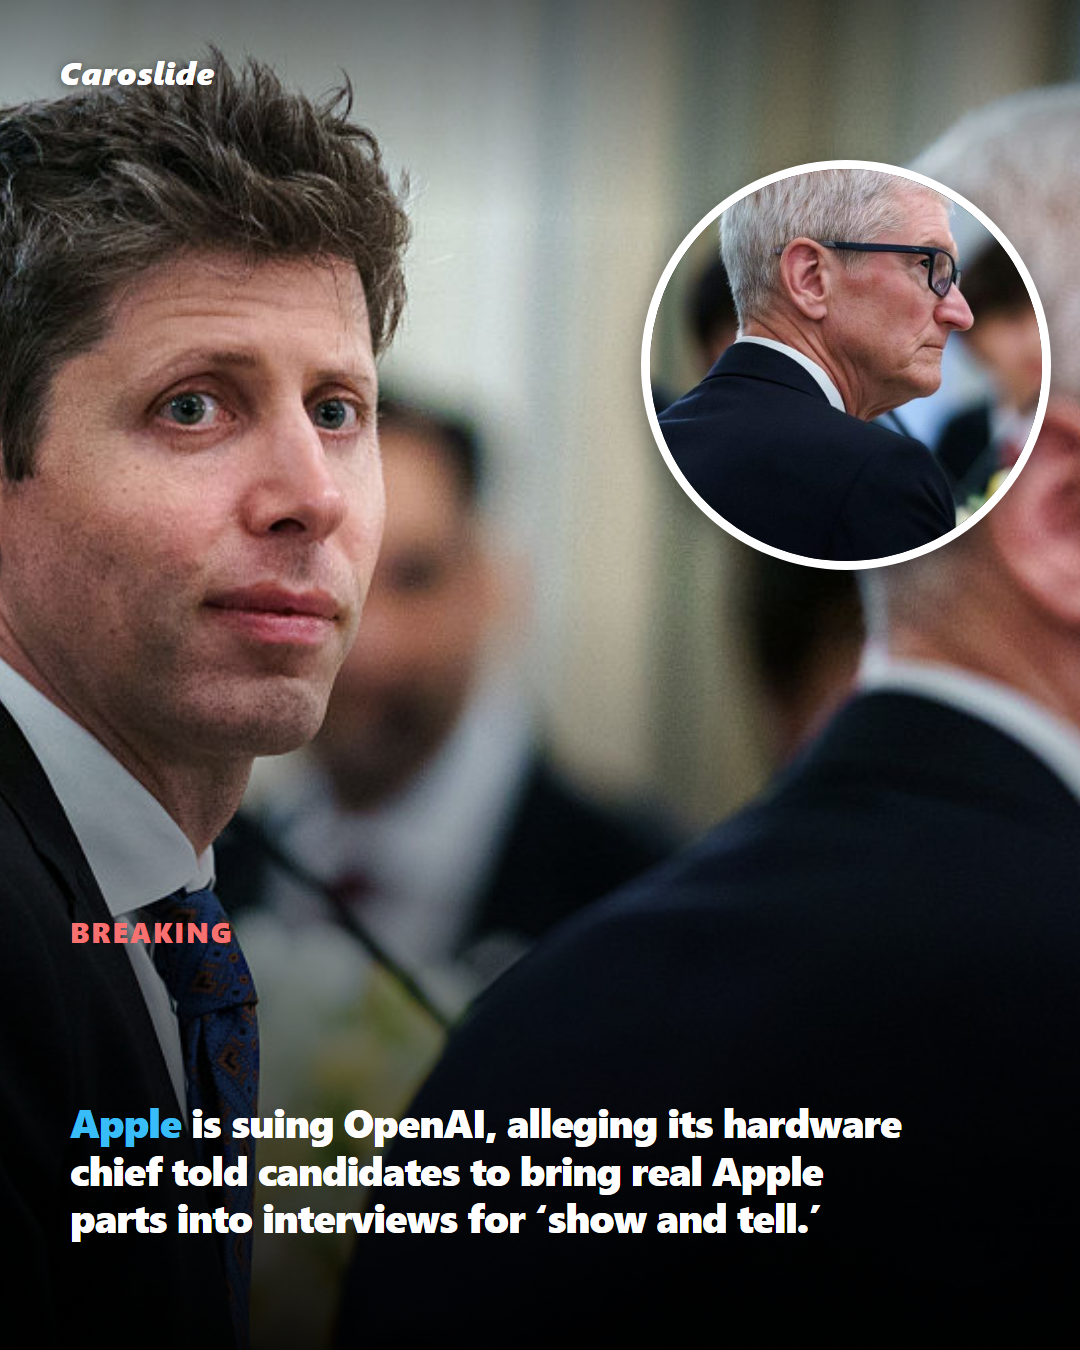 Caroslide
BREAKING
Apple is suing OpenAI, alleging its hardware
chief told candidates to bring real Apple
parts into interviews for ‘show and tell.’